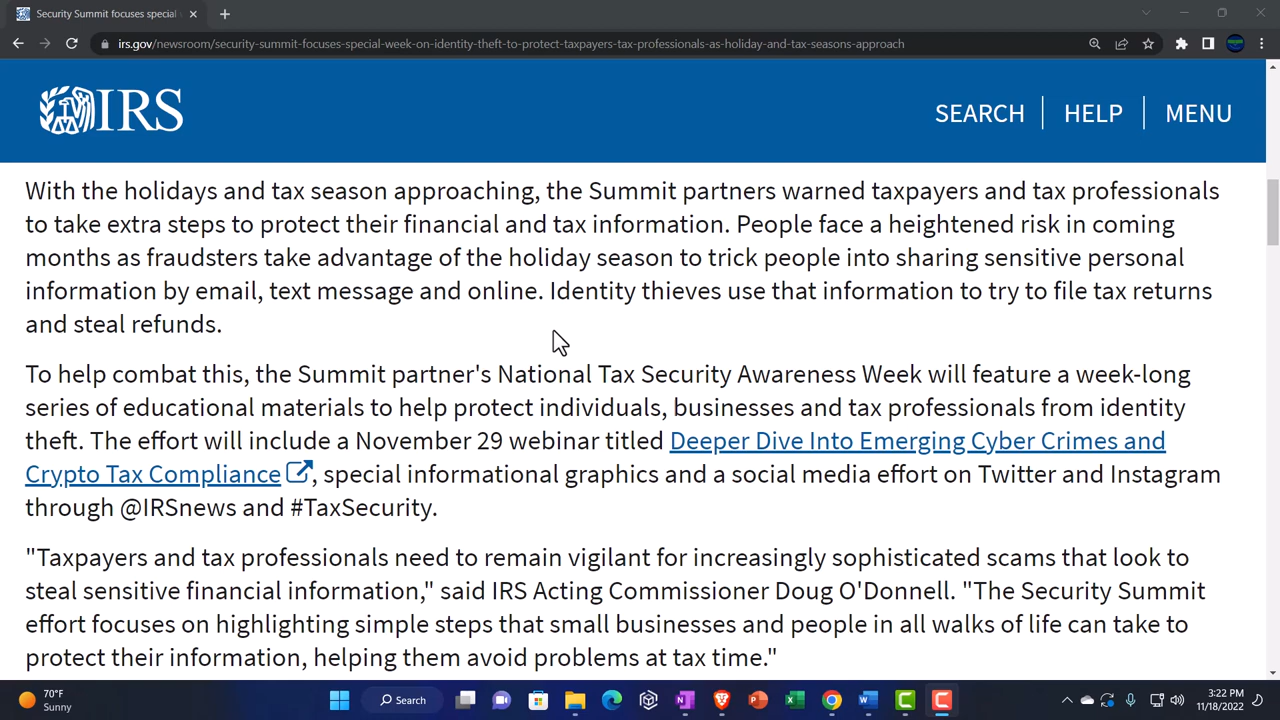 Security Summit focuses special
irs.gov/newsroom/security-summit-focuses-special-week-on-identity-theft-to-protect-taxpayers-tax-professionals-as-holiday-and-tax-seasons-approach
IRS
SEARCH
HELP
MENU
With the holidays and tax season approaching, the Summit partners warned taxpayers and tax professionals
to take extra steps to protect their financial and tax information. People face a heightened risk in coming
months as fraudsters take advantage of the holiday season to trick people into sharing sensitive personal
information by email, text message and online. Identity thieves use that information to try to file tax returns
and steal refunds.
To help combat this, the Summit partner's National Tax Security Awareness Week will feature a week-long
series of educational materials to help protect individuals, businesses and tax professionals from identity
theft. The effort will include a November 29 webinar titled Deeper Dive Into Emerging Cyber Crimes and
Crypto Tax Compliance, special informational graphics and a social media effort on Twitter and Instagram
through @IRSnews and #TaxSecurity.
"Taxpayers and tax professionals need to remain vigilant for increasingly sophisticated scams that look to
steal sensitive financial information," said IRS Acting Commissioner Doug O'Donnell. "The Security Summit
effort focuses on highlighting simple steps that small businesses and people in all walks of life can take to
protect their information, helping them avoid problems at tax time."
70°F
Sunny
Search
3:22 PM
11/18/2022